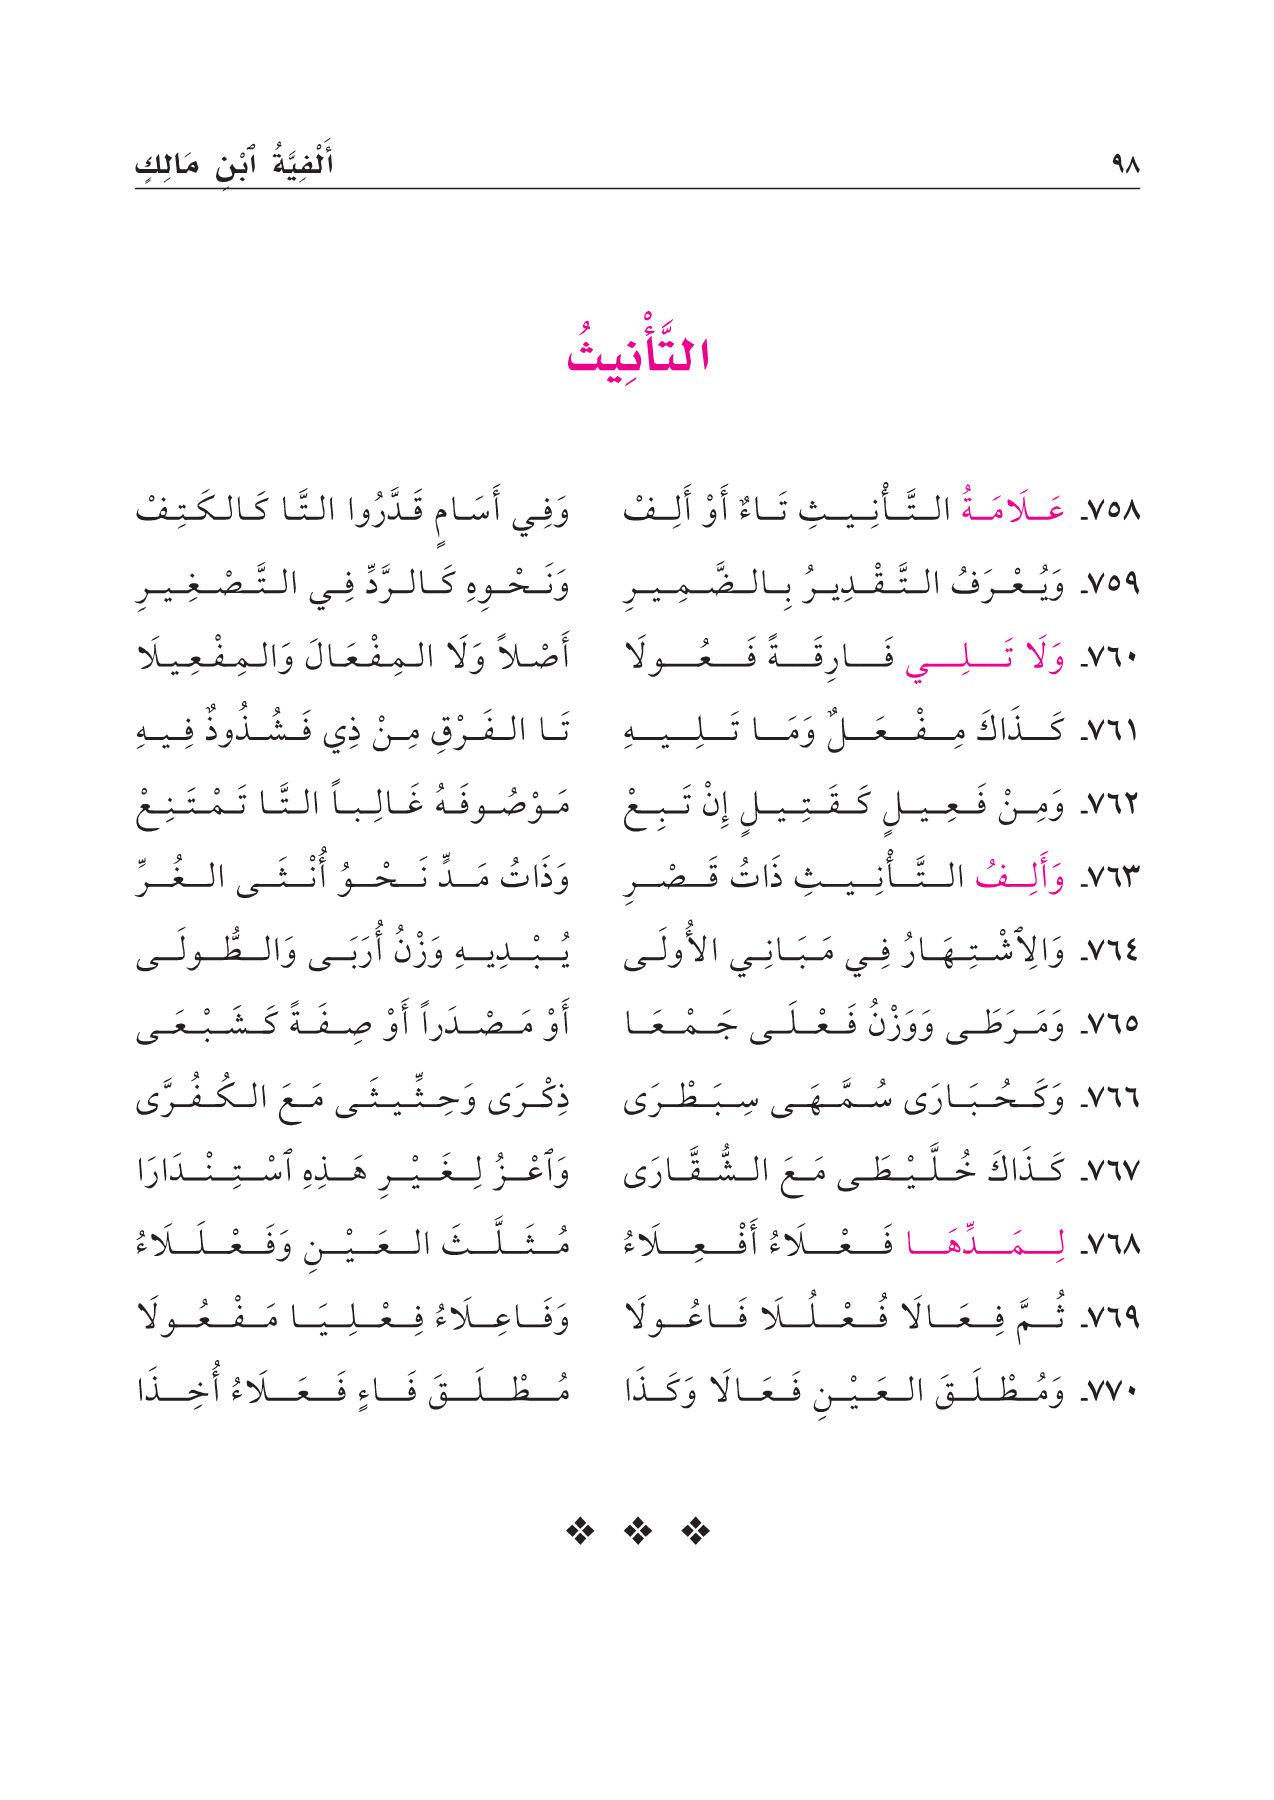 ٩٨ أَلْفِيَّةُ ٱبْنِ مَالِكٍ
التَّأْنِيثُ
٧٥٨ـ عَلَامَةُ التَّأْنِيثِ تَاءٌ أَوْ أَلِفْ وَفِي أَسَامٍ قَدَّرُوا التَّا كَالكَتِفْ
٧٥٩ـ وَيُعْرَفُ التَّقْدِيرُ بِالضَّمِيرِ وَنَحْوِهِ كَالرَّدِّ فِي التَّصْغِيرِ
٧٦٠ـ وَلَا تَلِي فَارِقَةً فَعُولَا أَصْلاً وَلَا المِفْعَالَ وَالمِفْعِيلَا
٧٦١ـ كَذَاكَ مِفْعَلٌ وَمَا تَلِيهِ تَا الفَرْقِ مِنْ ذِي فَشُذُوذٌ فِيهِ
٧٦٢ـ وَمِنْ فَعِيلٍ كَقَتِيلٍ إِنْ تَبِعْ مَوْصُوفَهُ غَالِباً التَّا تَمْتَنِعْ
٧٦٣ـ وَأَلِفُ التَّأْنِيثِ ذَاتُ قَصْرِ وَذَاتُ مَدٍّ نَحْوُ أُنْثَى الغُرِّ
٧٦٤ـ وَالِٱشْتِهَارُ فِي مَبَانِي الأُولَى يُبْدِيهِ وَزْنُ أُرَبَى وَالطُّولَى
٧٦٥ـ وَمَرَطَى وَوَزْنُ فَعْلَى جَمْعَا أَوْ مَصْدَراً أَوْ صِفَةً كَشَبْعَى
٧٦٦ـ وَكَحُبَارَى سُمَّهَى سِبَطْرَى ذِكْرَى وَحِثِّيثَى مَعَ الكُفُرَّى
٧٦٧ـ كَذَاكَ خُلَّيْطَى مَعَ الشُّقَّارَى وَٱعْزُ لِغَيْرِ هَذِهِ ٱسْتِنْدَارَا
٧٦٨ـ لِمَدِّهَا فَعْلَاءُ أَفْعِلَاءُ مُثَلَّثَ العَيْنِ وَفَعْلَلَاءُ
٧٦٩ـ ثُمَّ فِعَالَا فُعْلُلَا فَاعُولَا وَفَاعِلَاءُ فِعْلِيَا مَفْعُولَا
٧٧٠ـ وَمُطْلَقَ العَيْنِ فَعَالَا وَكَذَا مُطْلَقَ فَاءٍ فَعَلَاءُ أُخِذَا